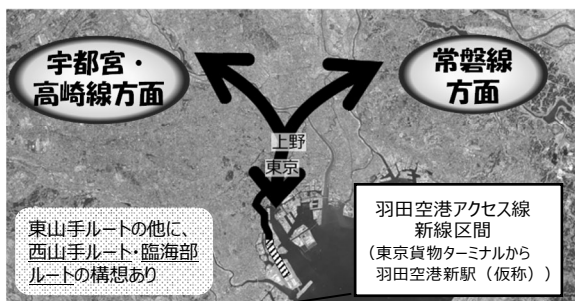 宇都宮・
高崎線方面
常磐線
方面
上野
東京
東山手ルートの他に、
西山手ルート・臨海部
ルートの構想あり
羽田空港アクセス線
新線区間
（東京貨物ターミナルから
羽田空港新駅（仮称））